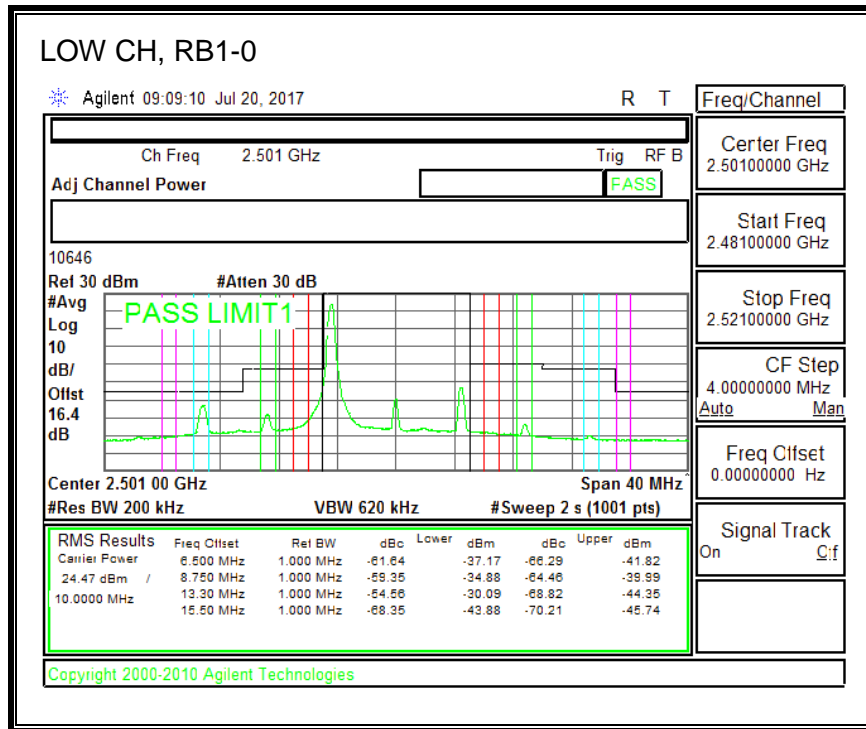 LOW CH, RB1-0
Agilent 09:09:10 Jul 20, 2017 R T
Freq/Channel
Ch Freq 2.501 GHz Trig RF B
Adj Channel Power PASS
Center Freq
2.50100000 GHz
Start Freq
2.48100000 GHz
Stop Freq
2.52100000 GHz
CF Step
4.00000000 MHz
Auto Man
Freq Offset
0.00000000 Hz
Signal Track
On Off
10646
Ref 30 dBm #Atten 30 dB
#Avg
Log
10
dB/
Offst
16.4
dB
PASS LIMIT1
Center 2.501 00 GHz Span 40 MHz
#Res BW 200 kHz VBW 620 kHz #Sweep 2 s (1001 pts)
RMS Results Freq Offset Ref BW dBc Lower dBm dBc Upper dBm
Carrier Power 6.500 MHz 1.000 MHz -61.64 -37.17 -66.29 -41.82
24.47 dBm / 8.750 MHz 1.000 MHz -59.35 -34.88 -64.46 -39.99
10.0000 MHz 13.30 MHz 1.000 MHz -54.56 -30.09 -68.82 -44.35
15.50 MHz 1.000 MHz -68.35 -43.88 -70.21 -45.74
Copyright 2000-2010 Agilent Technologies